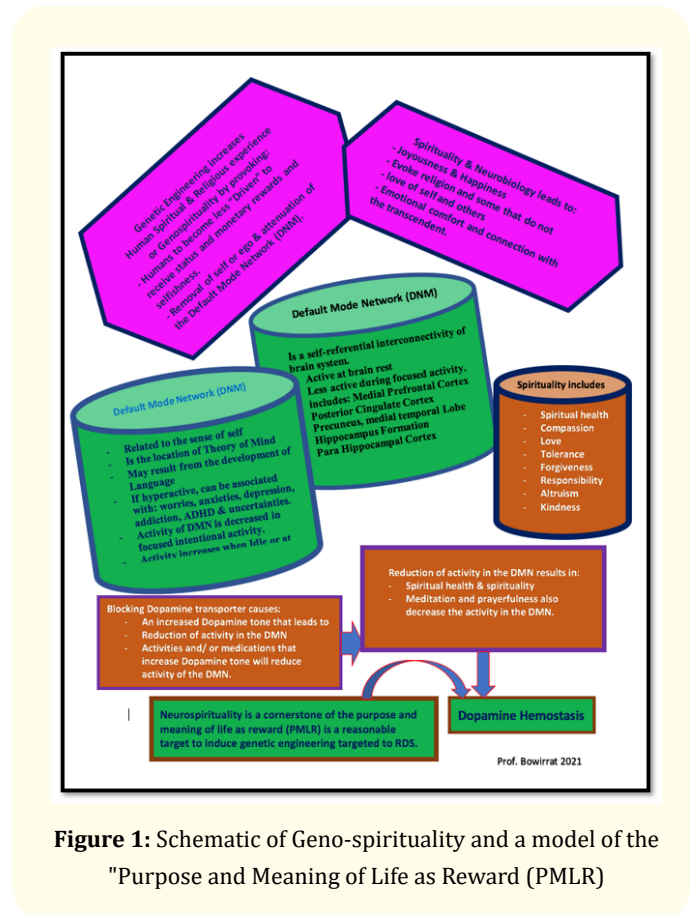 Genetic Engineering increases
Human Spiritual & Religious experience
or Genospirituality by provoking:
- Humans to become less "Driven" to
receive status and monetary rewards and
selfishness.
- Removal of self or ego & attenuation of
the Default Mode Network (DNM).
Spirituality & Neurobiology leads to:
- Joyousness & Happiness
- Evoke religion and some that do not
- love of self and others
- Emotional comfort and connection with
the transcendent.
Default Mode Network (DNM)
Is a self-referential interconnectivity of
brain system.
Active at brain rest
Less active during focused activity.
includes: Medial Prefrontal Cortex
Posterior Cingulate Cortex
Precuneus, medial temporal Lobe
Hippocampus Formation
Para Hippocampal Cortex
Default Mode Network (DNM)
- Related to the sense of self
- Is the location of Theory of Mind
- May result from the development of
Language
- If hyperactive, can be associated
with: worries, anxieties, depression,
addiction, ADHD & uncertainties.
- Activity of DMN is decreased in
focused intentional activity.
- Activity increases when Idle or at
Spirituality includes
- Spiritual health
- Compassion
- Love
- Tolerance
- Forgiveness
- Responsibility
- Altruism
- Kindness
Blocking Dopamine transporter causes:
- An increased Dopamine tone that leads to
- Reduction of activity in the DMN
- Activities and/ or medications that
increase Dopamine tone will reduce
activity of the DMN.
Reduction of activity in the DMN results in:
- Spiritual health & spirituality
- Meditation and prayerfulness also
decrease the activity in the DMN.
Neurospirituality is a cornerstone of the purpose and
meaning of life as reward (PMLR) is a reasonable
target to induce genetic engineering targeted to RDS.
Dopamine Hemostasis
Prof. Bowirrat 2021
Figure 1: Schematic of Geno-spirituality and a model of the
"Purpose and Meaning of Life as Reward (PMLR)